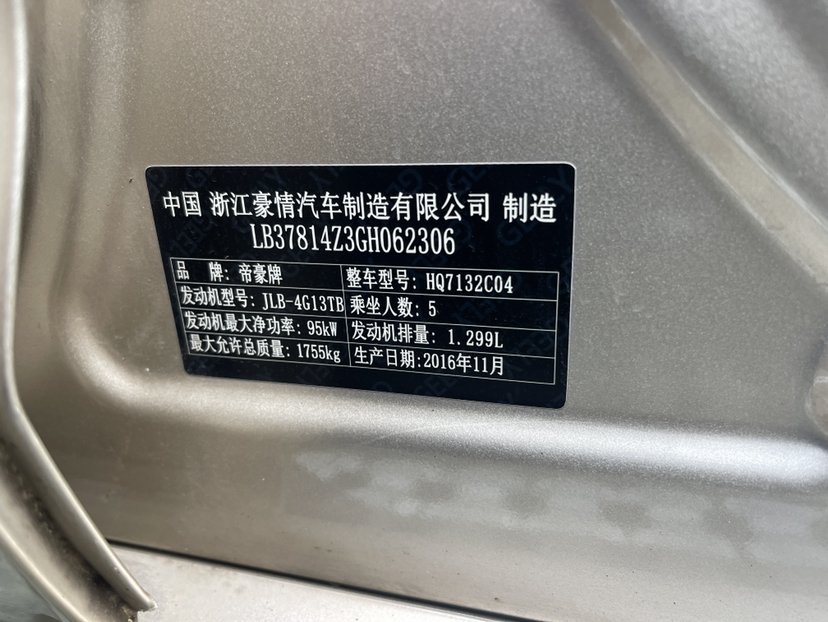 中国 浙江豪情汽车制造有限公司 制造
LB37814Z3GH062306
品 牌: 帝豪牌 整车型号: HQ7132C04
发动机型号: JLB-4G13TB 乘坐人数: 5
发动机最大净功率: 95kW 发动机排量: 1.299L
最大允许总质量: 1755kg 生产日期:2016年11月